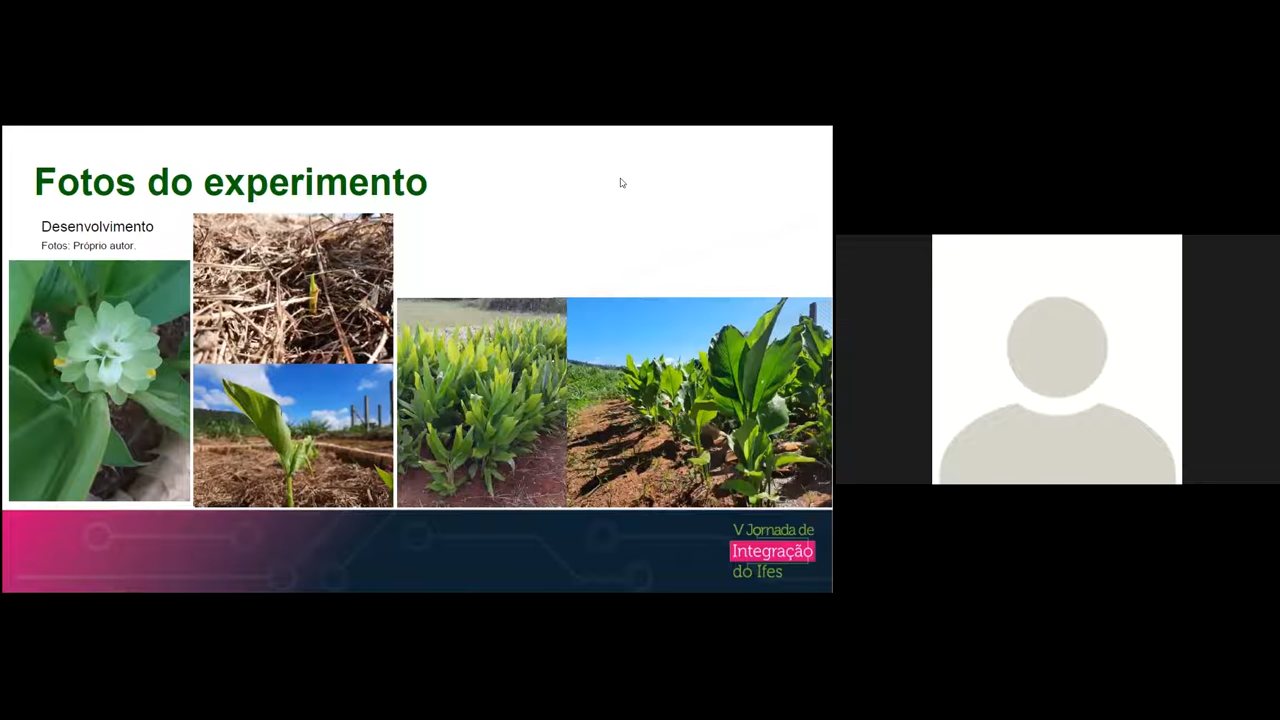 Fotos do experimento
Desenvolvimento
Fotos: Próprio autor.
V Jornada de
Integração
do Ifes